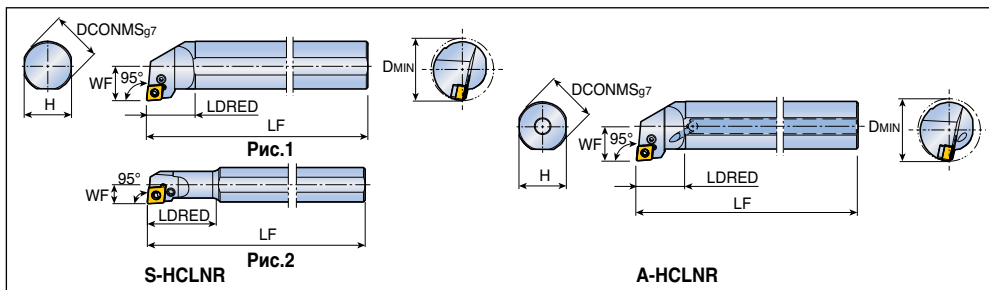 DCONMSg7
WF
95°
H
LDRED
LF
DMIN
Рис.1
95°
WF
LDRED
LF
Рис.2
S-HCLNR
DCONMSg7
WF
95°
H
LDRED
LF
DMIN
A-HCLNR